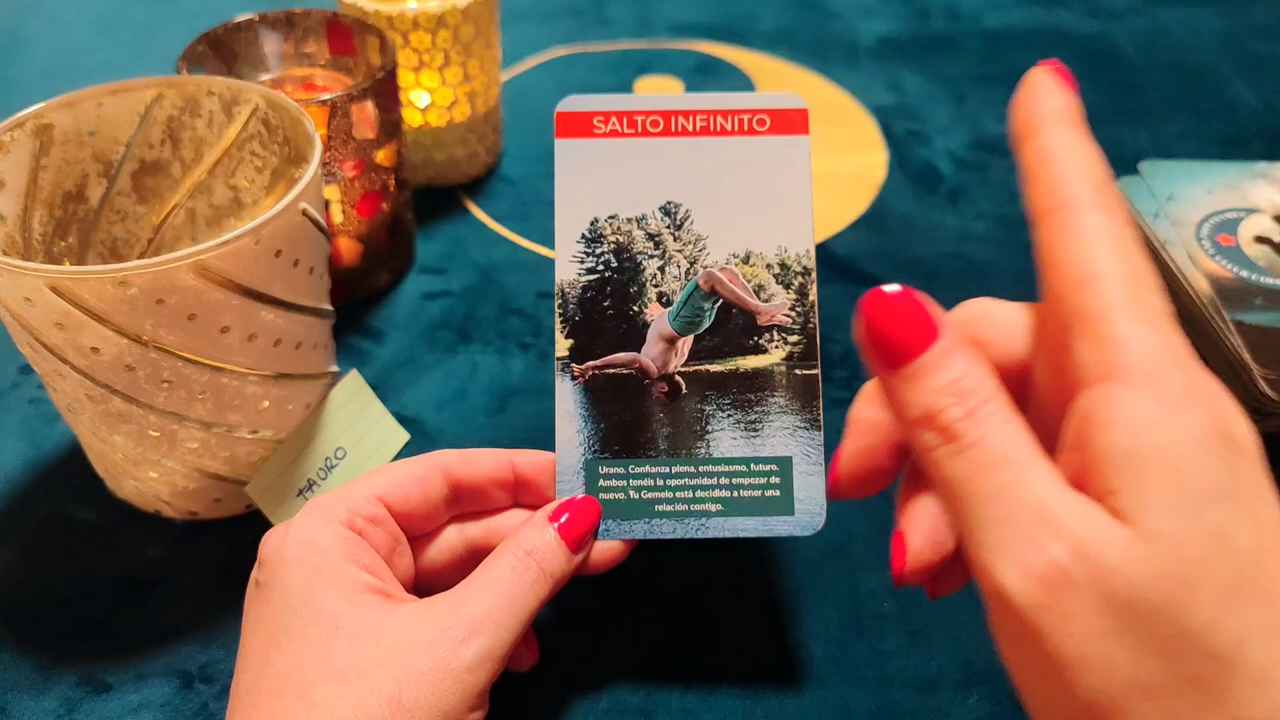 SALTO INFINITO
Urano. Confianza plena, entusiasmo, futuro.
Ambos tenéis la oportunidad de empezar de
nuevo. Tu Gemelo está decidido a tener una
relación contigo.
TAURO